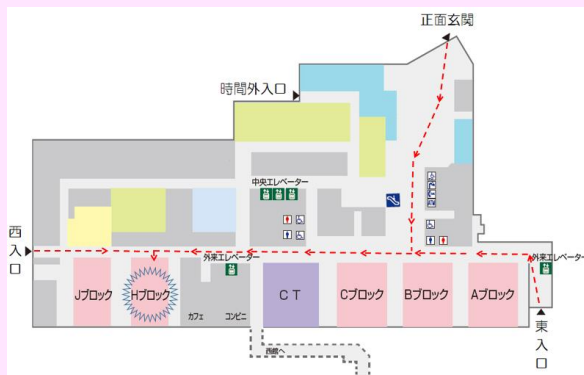 正面玄関
時間外入口
中央エレベーター
西入口
外来エレベーター
外来エレベーター
Jブロック
Hブロック
CT
Cブロック
Bブロック
Aブロック
カフェ
コンビニ
東入口
西館へ